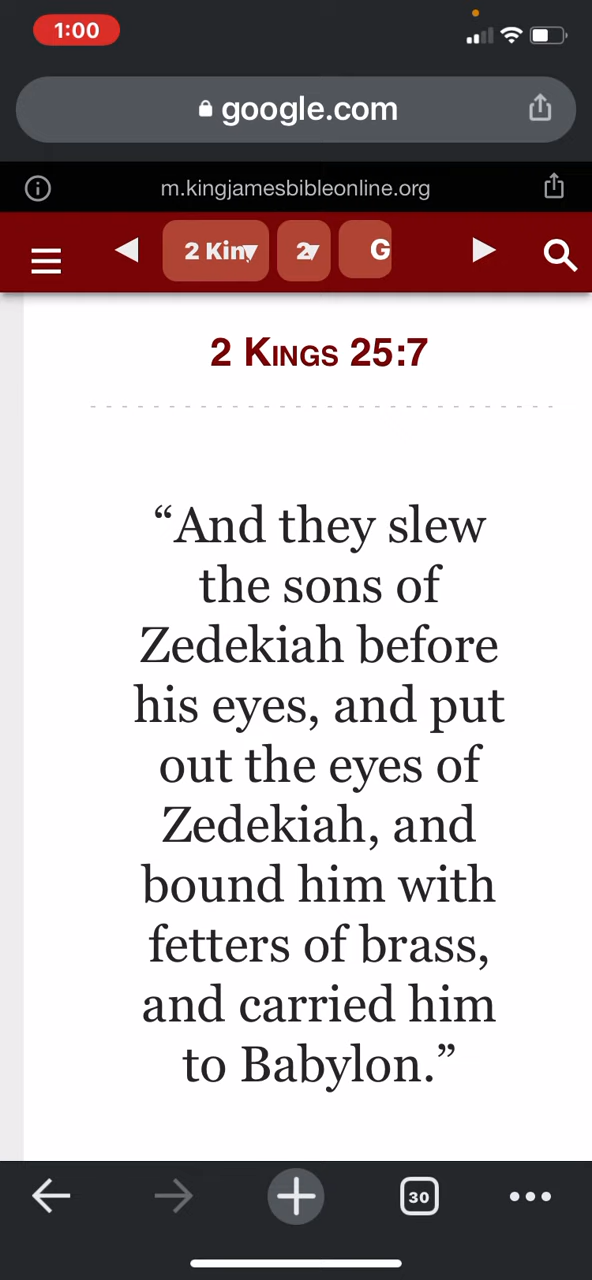 1:00
google.com
m.kingjamesbibleonline.org
2 Kin
2
G
2 Kings 25:7
“And they slew
the sons of
Zedekiah before
his eyes, and put
out the eyes of
Zedekiah, and
bound him with
fetters of brass,
and carried him
to Babylon.”
30